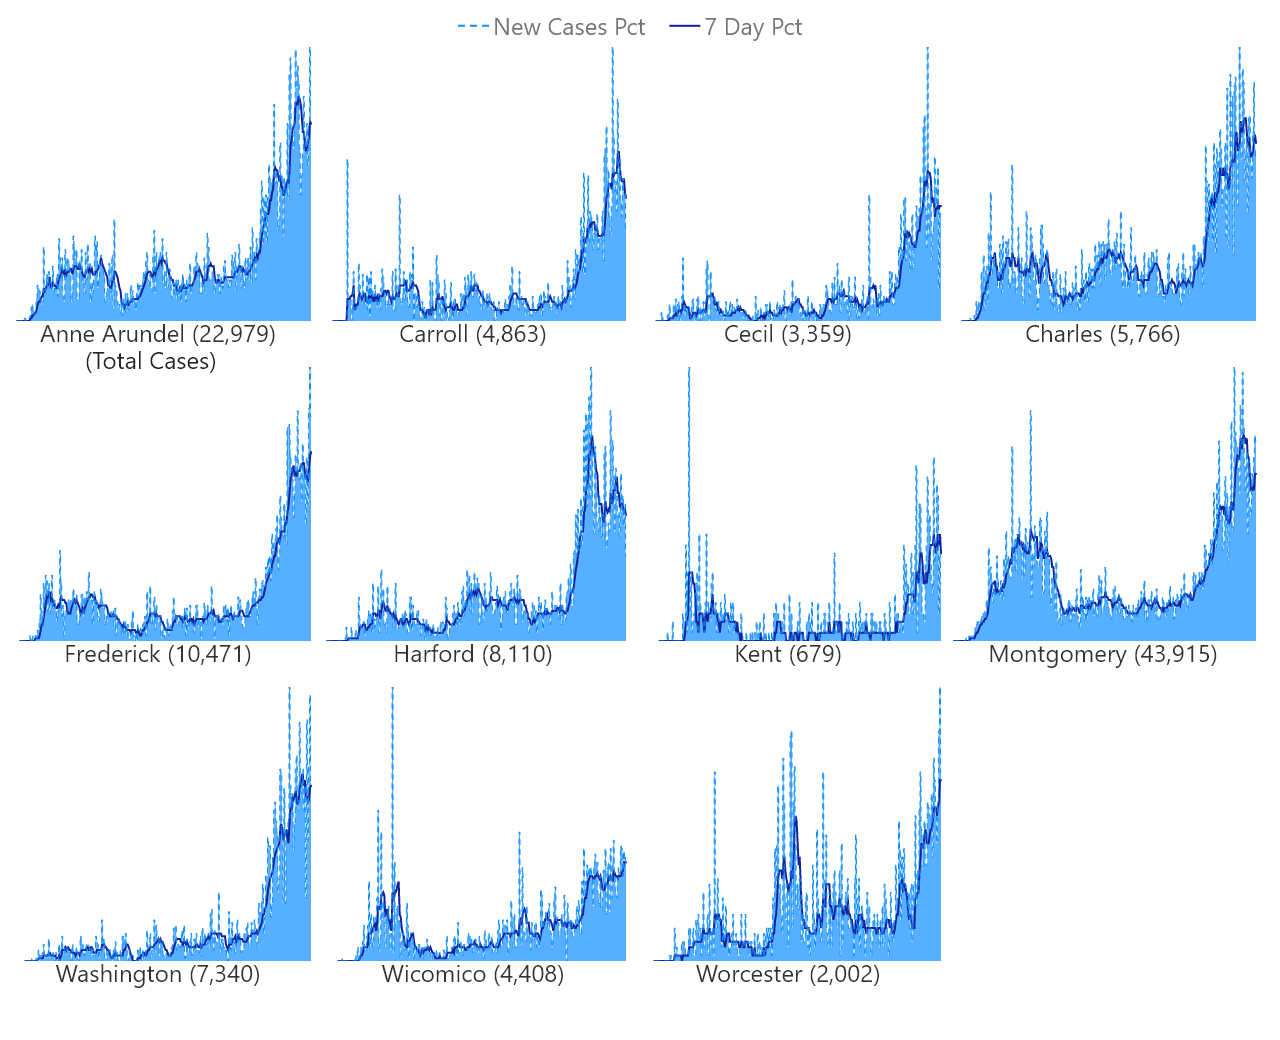 New Cases Pct 7 Day Pct
Anne Arundel (22,979) Carroll (4,863) Cecil (3,359) Charles (5,766)
(Total Cases)
Frederick (10,471) Harford (8,110) Kent (679) Montgomery (43,915)
Washington (7,340) Wicomico (4,408) Worcester (2,002)